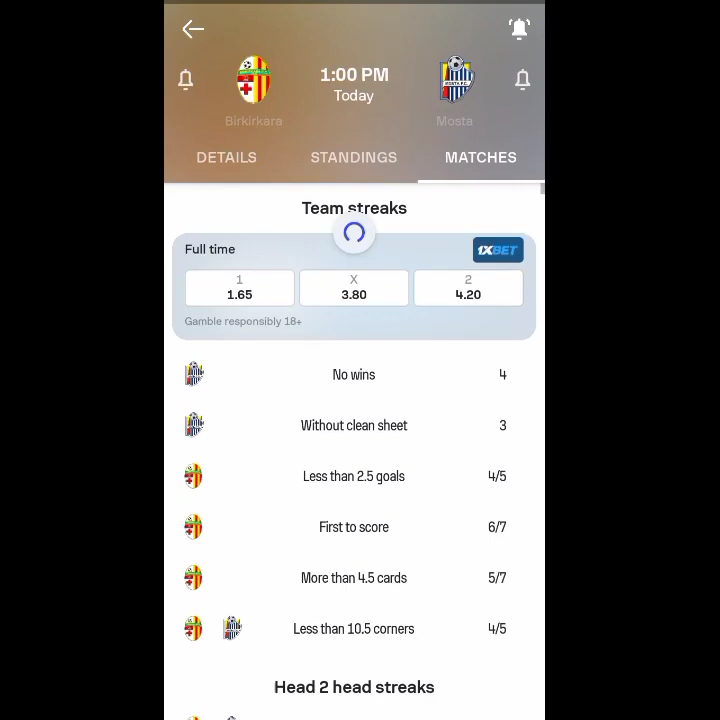 1:00 PM
Today
Birkirkara
Mosta
DETAILS
STANDINGS
MATCHES
Team streaks
Full time
1XBET
1
X
2
1.65
3.80
4.20
Gamble responsibly 18+
No wins 4
Without clean sheet 3
Less than 2.5 goals 4/5
First to score 6/7
More than 4.5 cards 5/7
Less than 10.5 corners 4/5
Head 2 head streaks